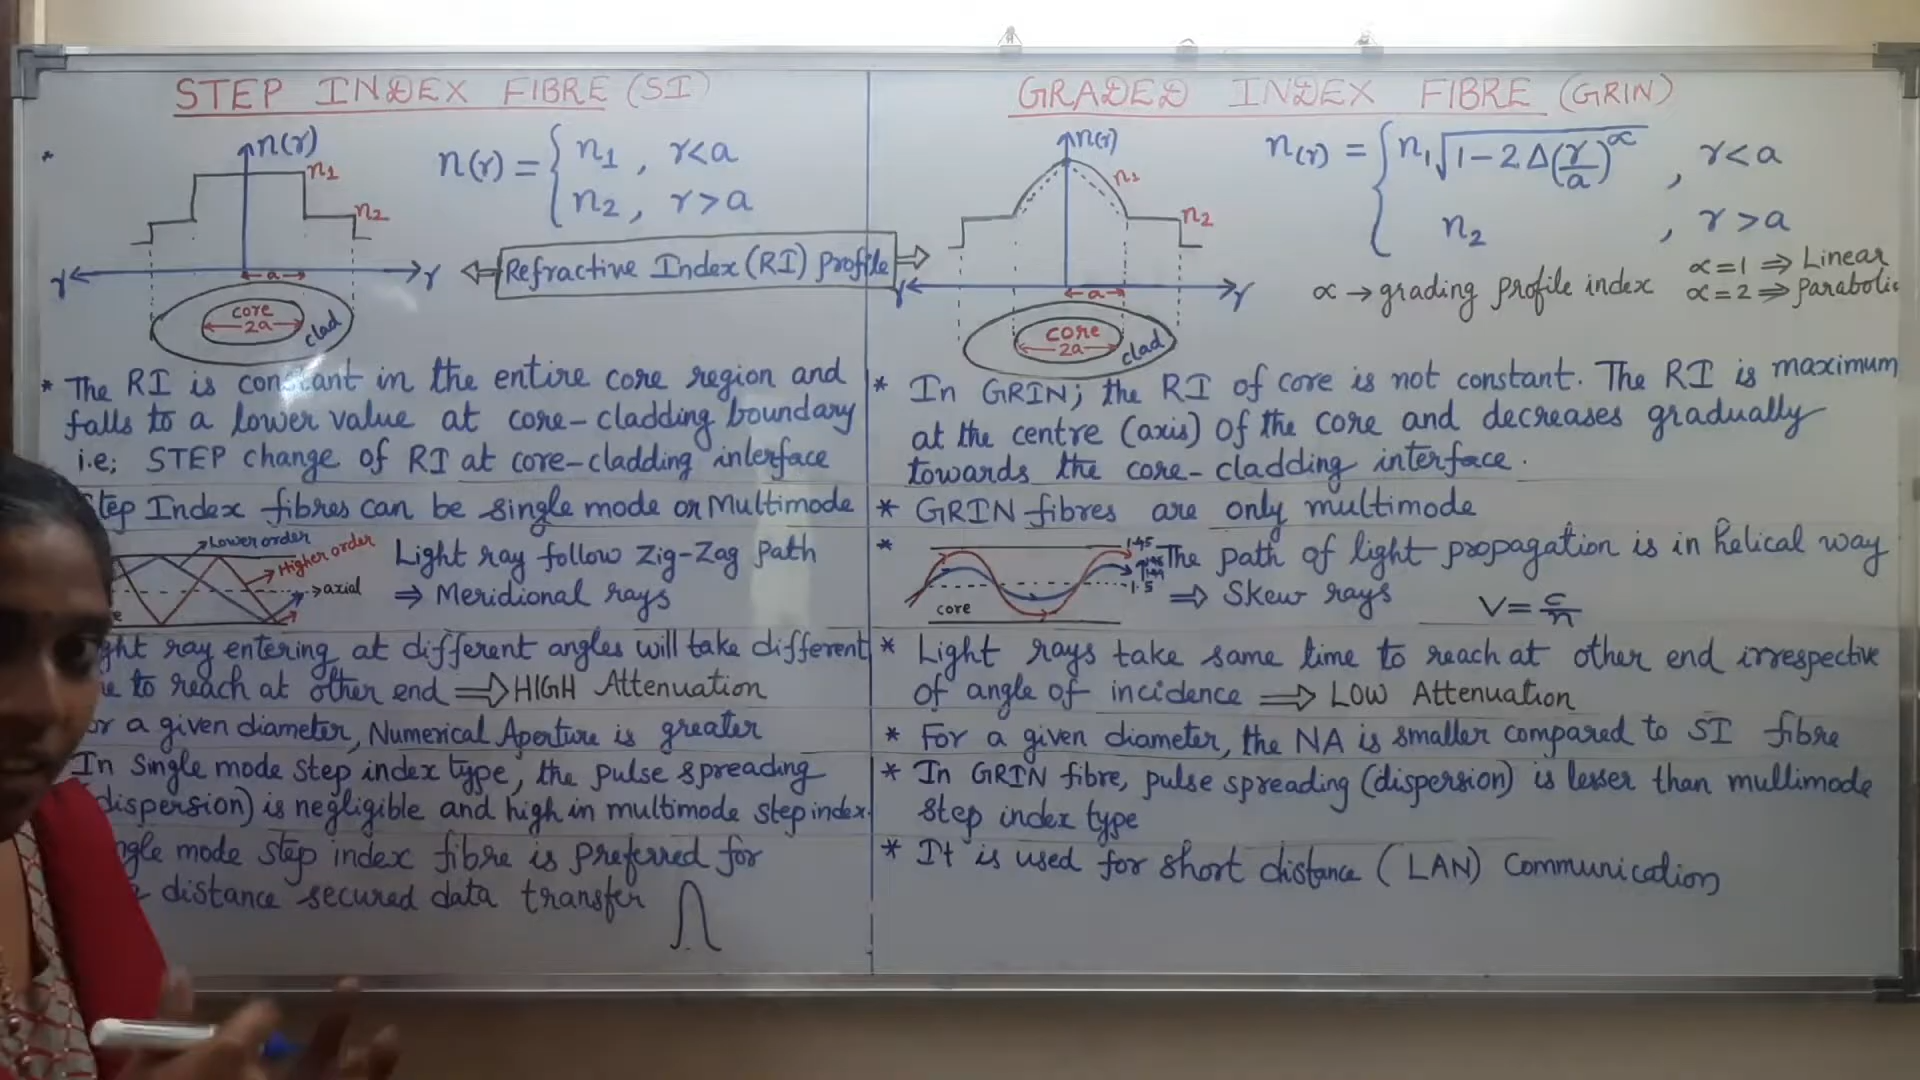 STEP INDEX FIBRE (SI)
* n(r)
n1
n2
n(r) = { n1 , r<a
n2 , r>a
r
a
r
core
2a
clad
Refractive Index (RI) Profile
* The RI is constant in the entire core region and
falls to a lower value at core-cladding boundary
i.e; STEP change of RI at core-cladding interface
Step Index fibres can be single mode or Multimode
Lower order
Higher order
axial
Light ray follow Zig-Zag path
⇒ Meridional rays
ray entering at different angles will take different
to reach at other end ⇒ HIGH Attenuation
a given diameter, Numerical Aperture is greater
In single mode step index type, the pulse spreading
(dispersion) is negligible and high in multimode step index.
mode step index fibre is preferred for
distance secured data transfer
GRADED INDEX FIBRE (GRIN)
n(r)
n1
n2
n(r) = { n1 √1-2Δ(r/a)^α , r<a
n2 , r>a
r
a
r
α → grading profile index
α=1 ⇒ Linear
α=2 ⇒ Parabolic
core
2a
clad
* In GRIN; the RI of core is not constant. The RI is maximum
at the centre (axis) of the core and decreases gradually
towards the core-cladding interface.
* GRIN fibres are only multimode
* core
1.45
1.5
The path of light propagation is in helical way
⇒ Skew rays
V = c/n
* Light rays take same time to reach at other end irrespective
of angle of incidence ⇒ LOW Attenuation
* For a given diameter, the NA is smaller compared to SI fibre
* In GRIN fibre, pulse spreading (dispersion) is lesser than multimode
step index type
* It is used for short distance (LAN) Communication